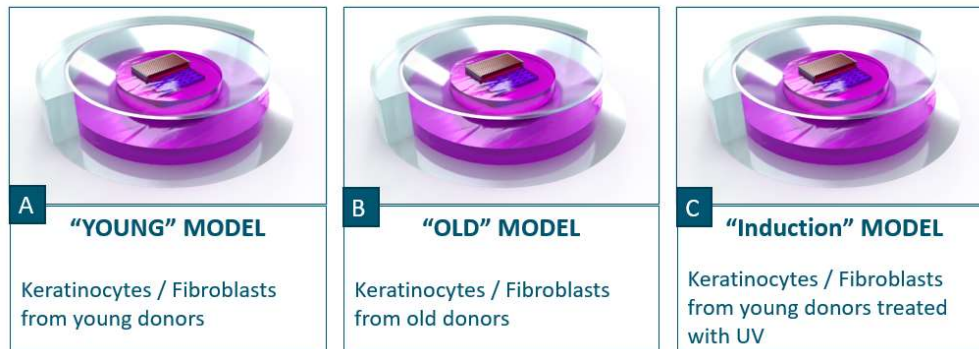 A
"YOUNG" MODEL
Keratinocytes / Fibroblasts
from young donors
B
"OLD" MODEL
Keratinocytes / Fibroblasts
from old donors
C
"Induction" MODEL
Keratinocytes / Fibroblasts
from young donors treated
with UV